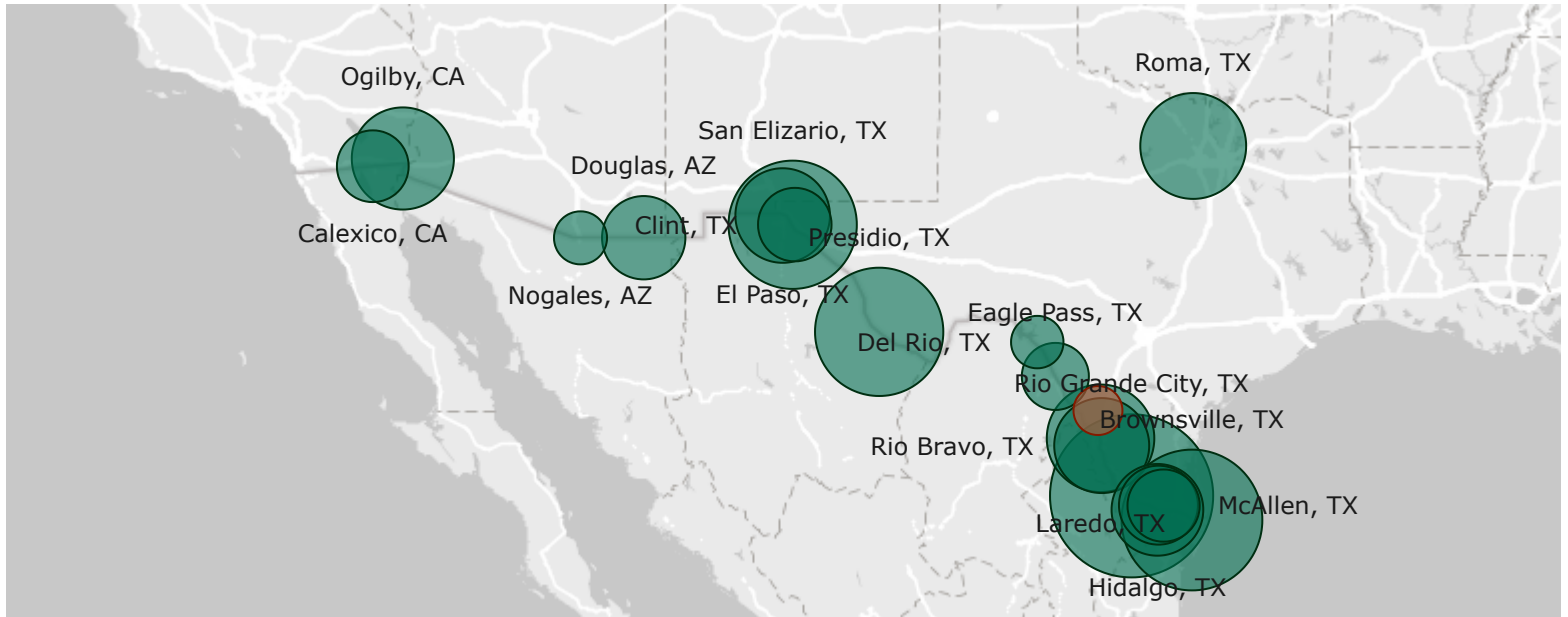 Roma, TX
Ogilby, CA
San Elizario, TX
Douglas, AZ
Clint, TX
Calexico, CA
Presidio, TX
Nogales, AZ
El Paso, TX
Eagle Pass, TX
Del Rio, TX
Rio Grande City, TX
Brownsville, TX
Rio Bravo, TX
McAllen, TX
Laredo, TX
Hidalgo, TX